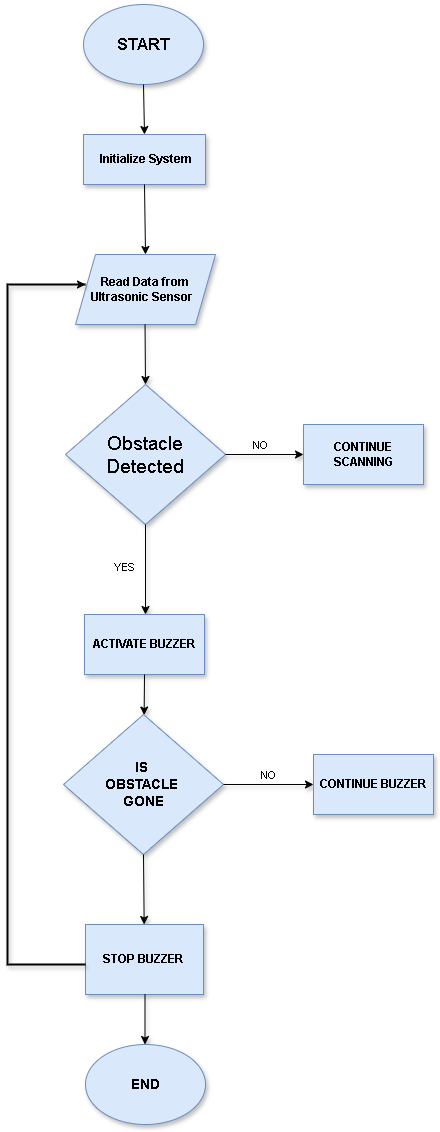 START
Initialize System
Read Data from
Ultrasonic Sensor
Obstacle
Detected
NO
CONTINUE
SCANNING
YES
ACTIVATE BUZZER
IS
OBSTACLE
GONE
NO
CONTINUE BUZZER
STOP BUZZER
END